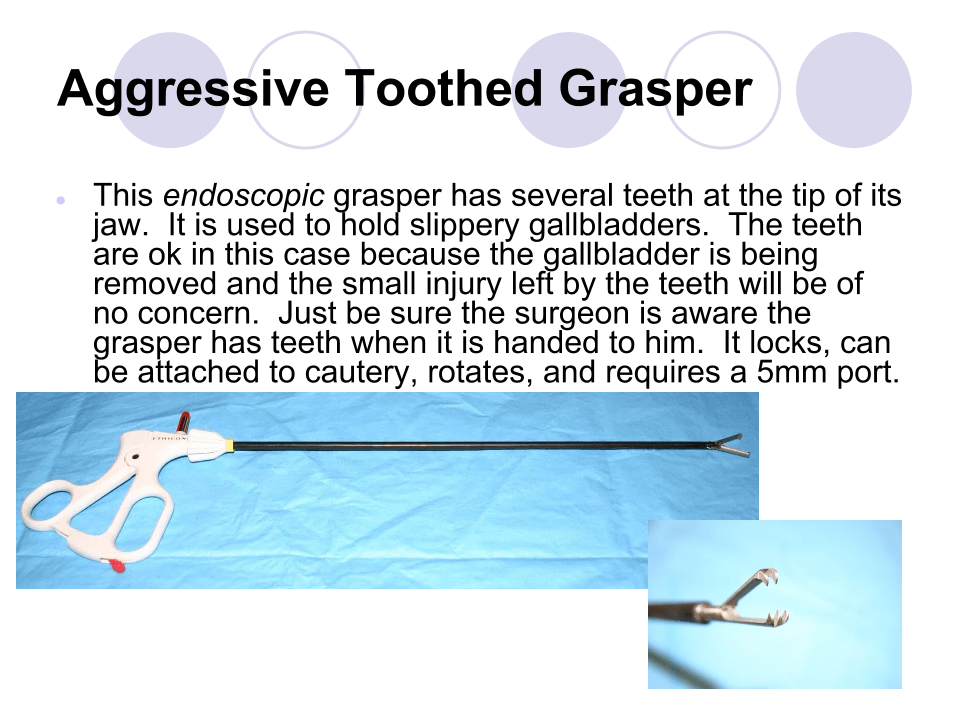 Aggressive Toothed Grasper
This endoscopic grasper has several teeth at the tip of its
jaw.  It is used to hold slippery gallbladders.  The teeth
are ok in this case because the gallbladder is being
removed and the small injury left by the teeth will be of
no concern.  Just be sure the surgeon is aware the
grasper has teeth when it is handed to him.  It locks, can
be attached to cautery, rotates, and requires a 5mm port.
ETHICON